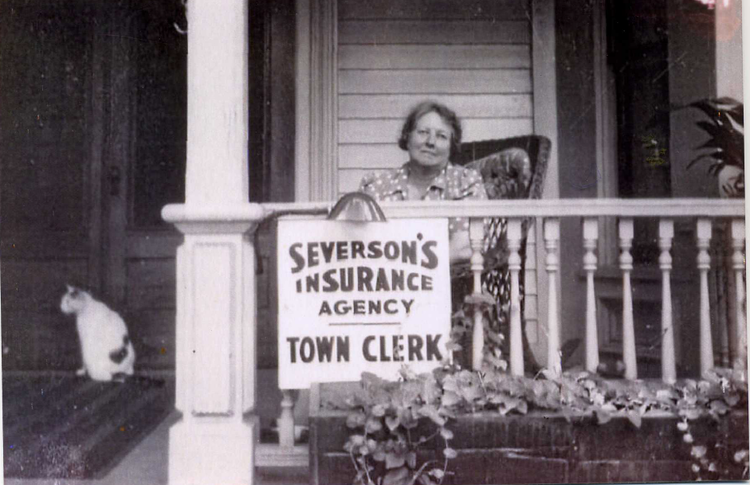 SEVERSON'S
INSURANCE
AGENCY
TOWN CLERK